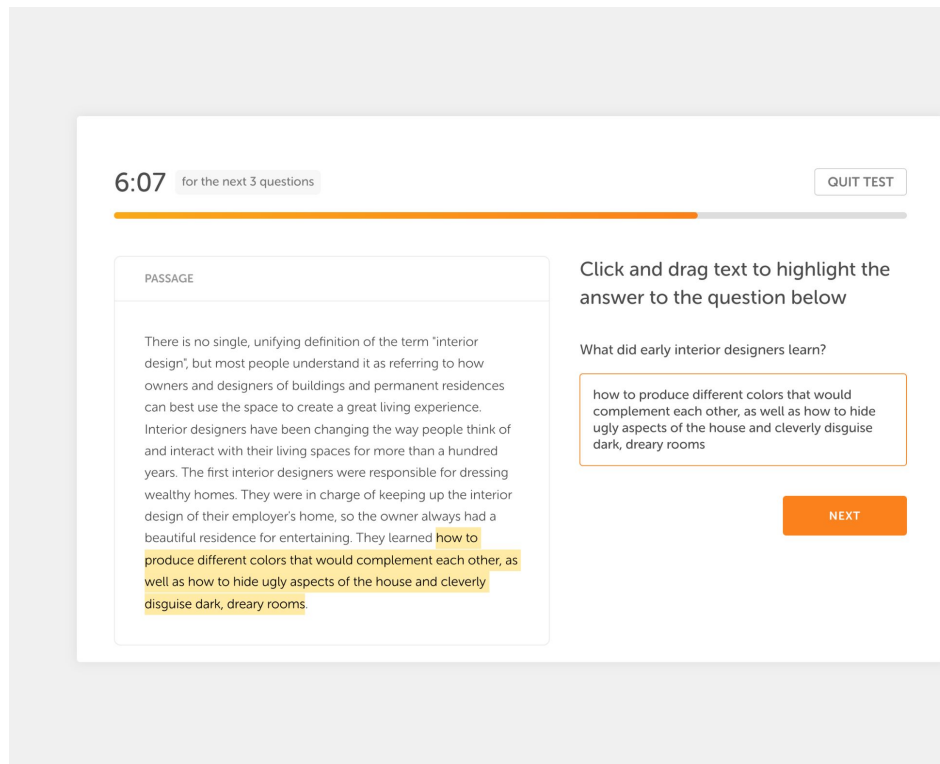 6:07 for the next 3 questions
QUIT TEST
PASSAGE
There is no single, unifying definition of the term "interior
design", but most people understand it as referring to how
owners and designers of buildings and permanent residences
can best use the space to create a great living experience.
Interior designers have been changing the way people think of
and interact with their living spaces for more than a hundred
years. The first interior designers were responsible for dressing
wealthy homes. They were in charge of keeping up the interior
design of their employer's home, so the owner always had a
beautiful residence for entertaining. They learned how to
produce different colors that would complement each other, as
well as how to hide ugly aspects of the house and cleverly
disguise dark, dreary rooms.
Click and drag text to highlight the
answer to the question below
What did early interior designers learn?
how to produce different colors that would
complement each other, as well as how to hide
ugly aspects of the house and cleverly disguise
dark, dreary rooms
NEXT